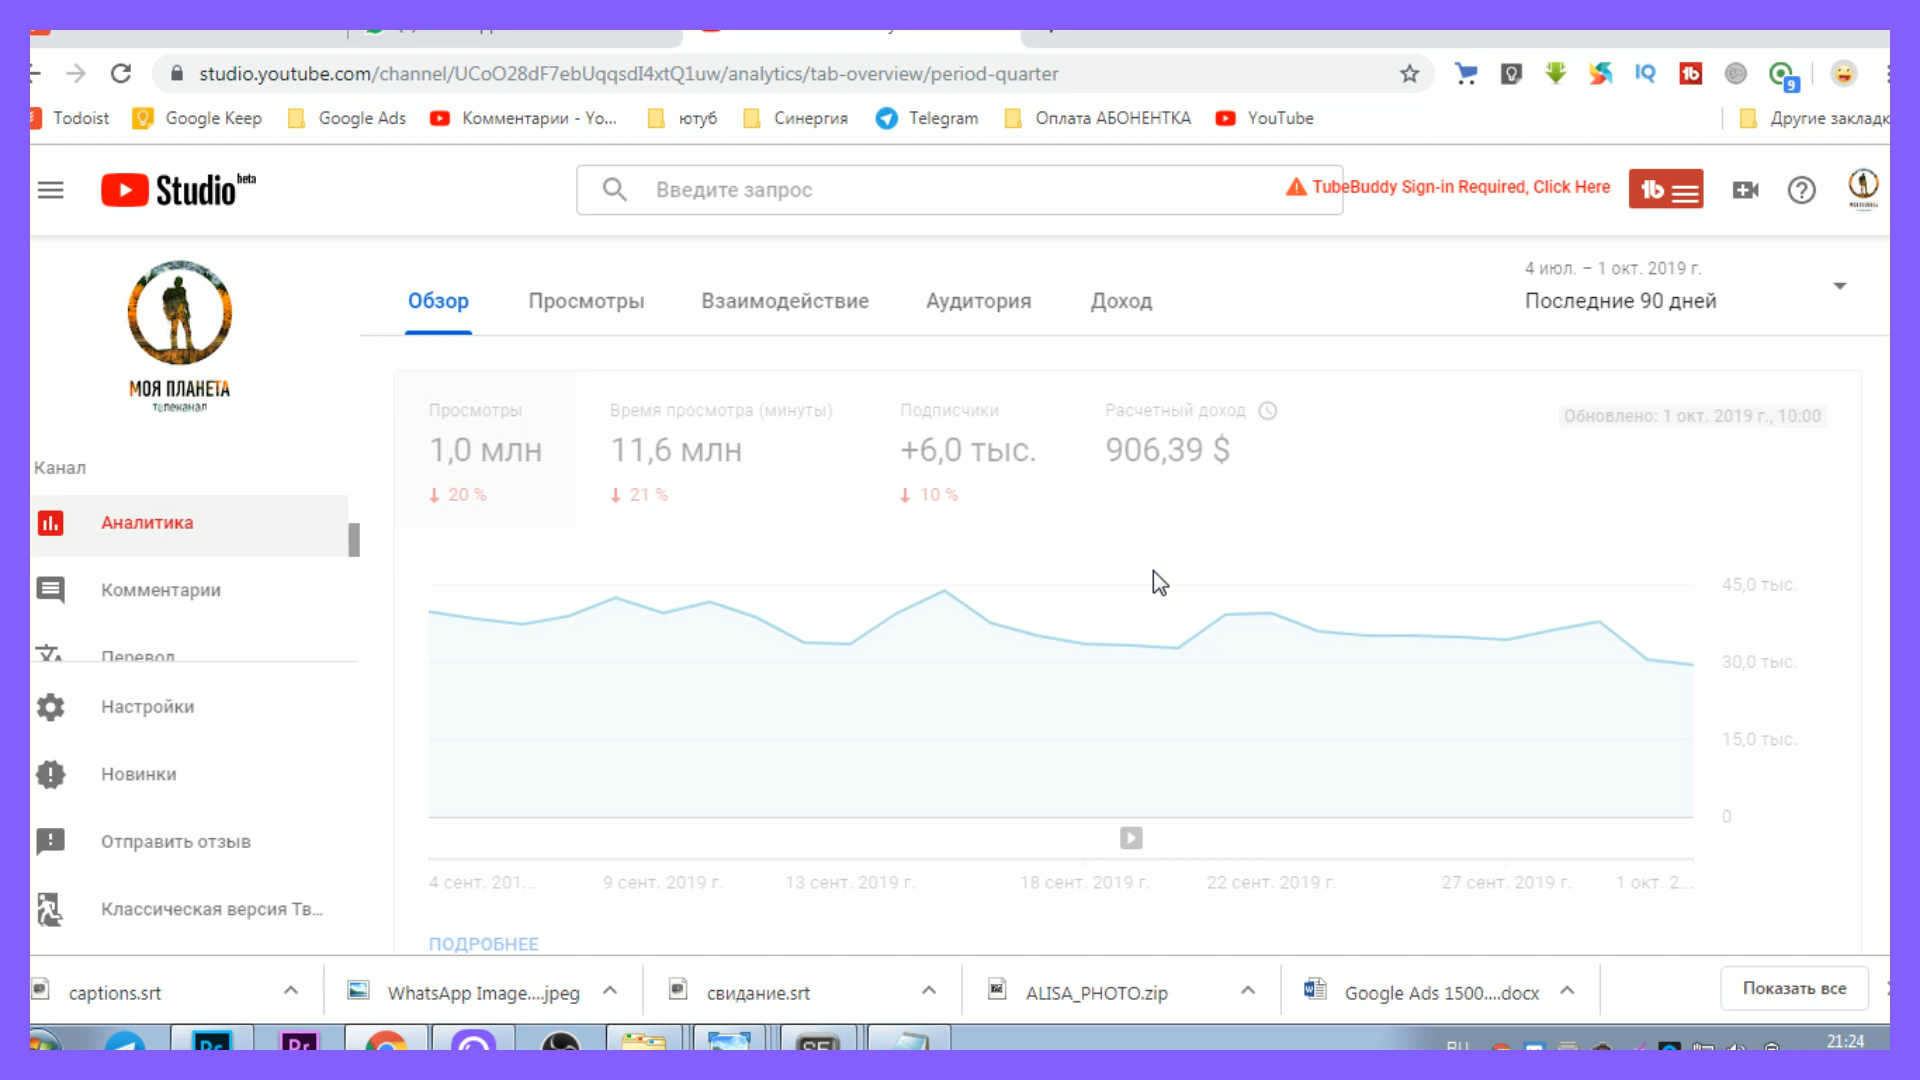 studio.youtube.com/channel/UCoO28dF7ebUqqsdI4xtQ1uw/analytics/tab-overview/period-quarter
IQ
9
Todoist Google Keep Google Ads Комментарии - Yo... ютуб Синергия Telegram Оплата АБОНЕНТКА YouTube Другие закладк
Studio beta
Введите запрос
TubeBuddy Sign-in Required, Click Here
МОЯ ПЛАНЕТА
телеканал
Обзор Просмотры Взаимодействие Аудитория Доход
4 июл. – 1 окт. 2019 г.
Последние 90 дней
Просмотры
1,0 млн
20 %
Время просмотра (минуты)
11,6 млн
21 %
Подписчики
+6,0 тыс.
10 %
Расчетный доход
906,39 $
Обновлено: 1 окт. 2019 г., 10:00
Канал
Аналитика
Комментарии
Перевод
Настройки
Новинки
Отправить отзыв
Классическая версия Тв...
45,0 тыс.
30,0 тыс.
15,0 тыс.
0
4 сент. 201... 9 сент. 2019 г. 13 сент. 2019 г. 18 сент. 2019 г. 22 сент. 2019 г. 27 сент. 2019 г. 1 окт. 2...
ПОДРОБНЕЕ
captions.srt WhatsApp Image....jpeg свидание.srt ALISA_PHOTO.zip Google Ads 1500....docx Показать все
RU
21:24